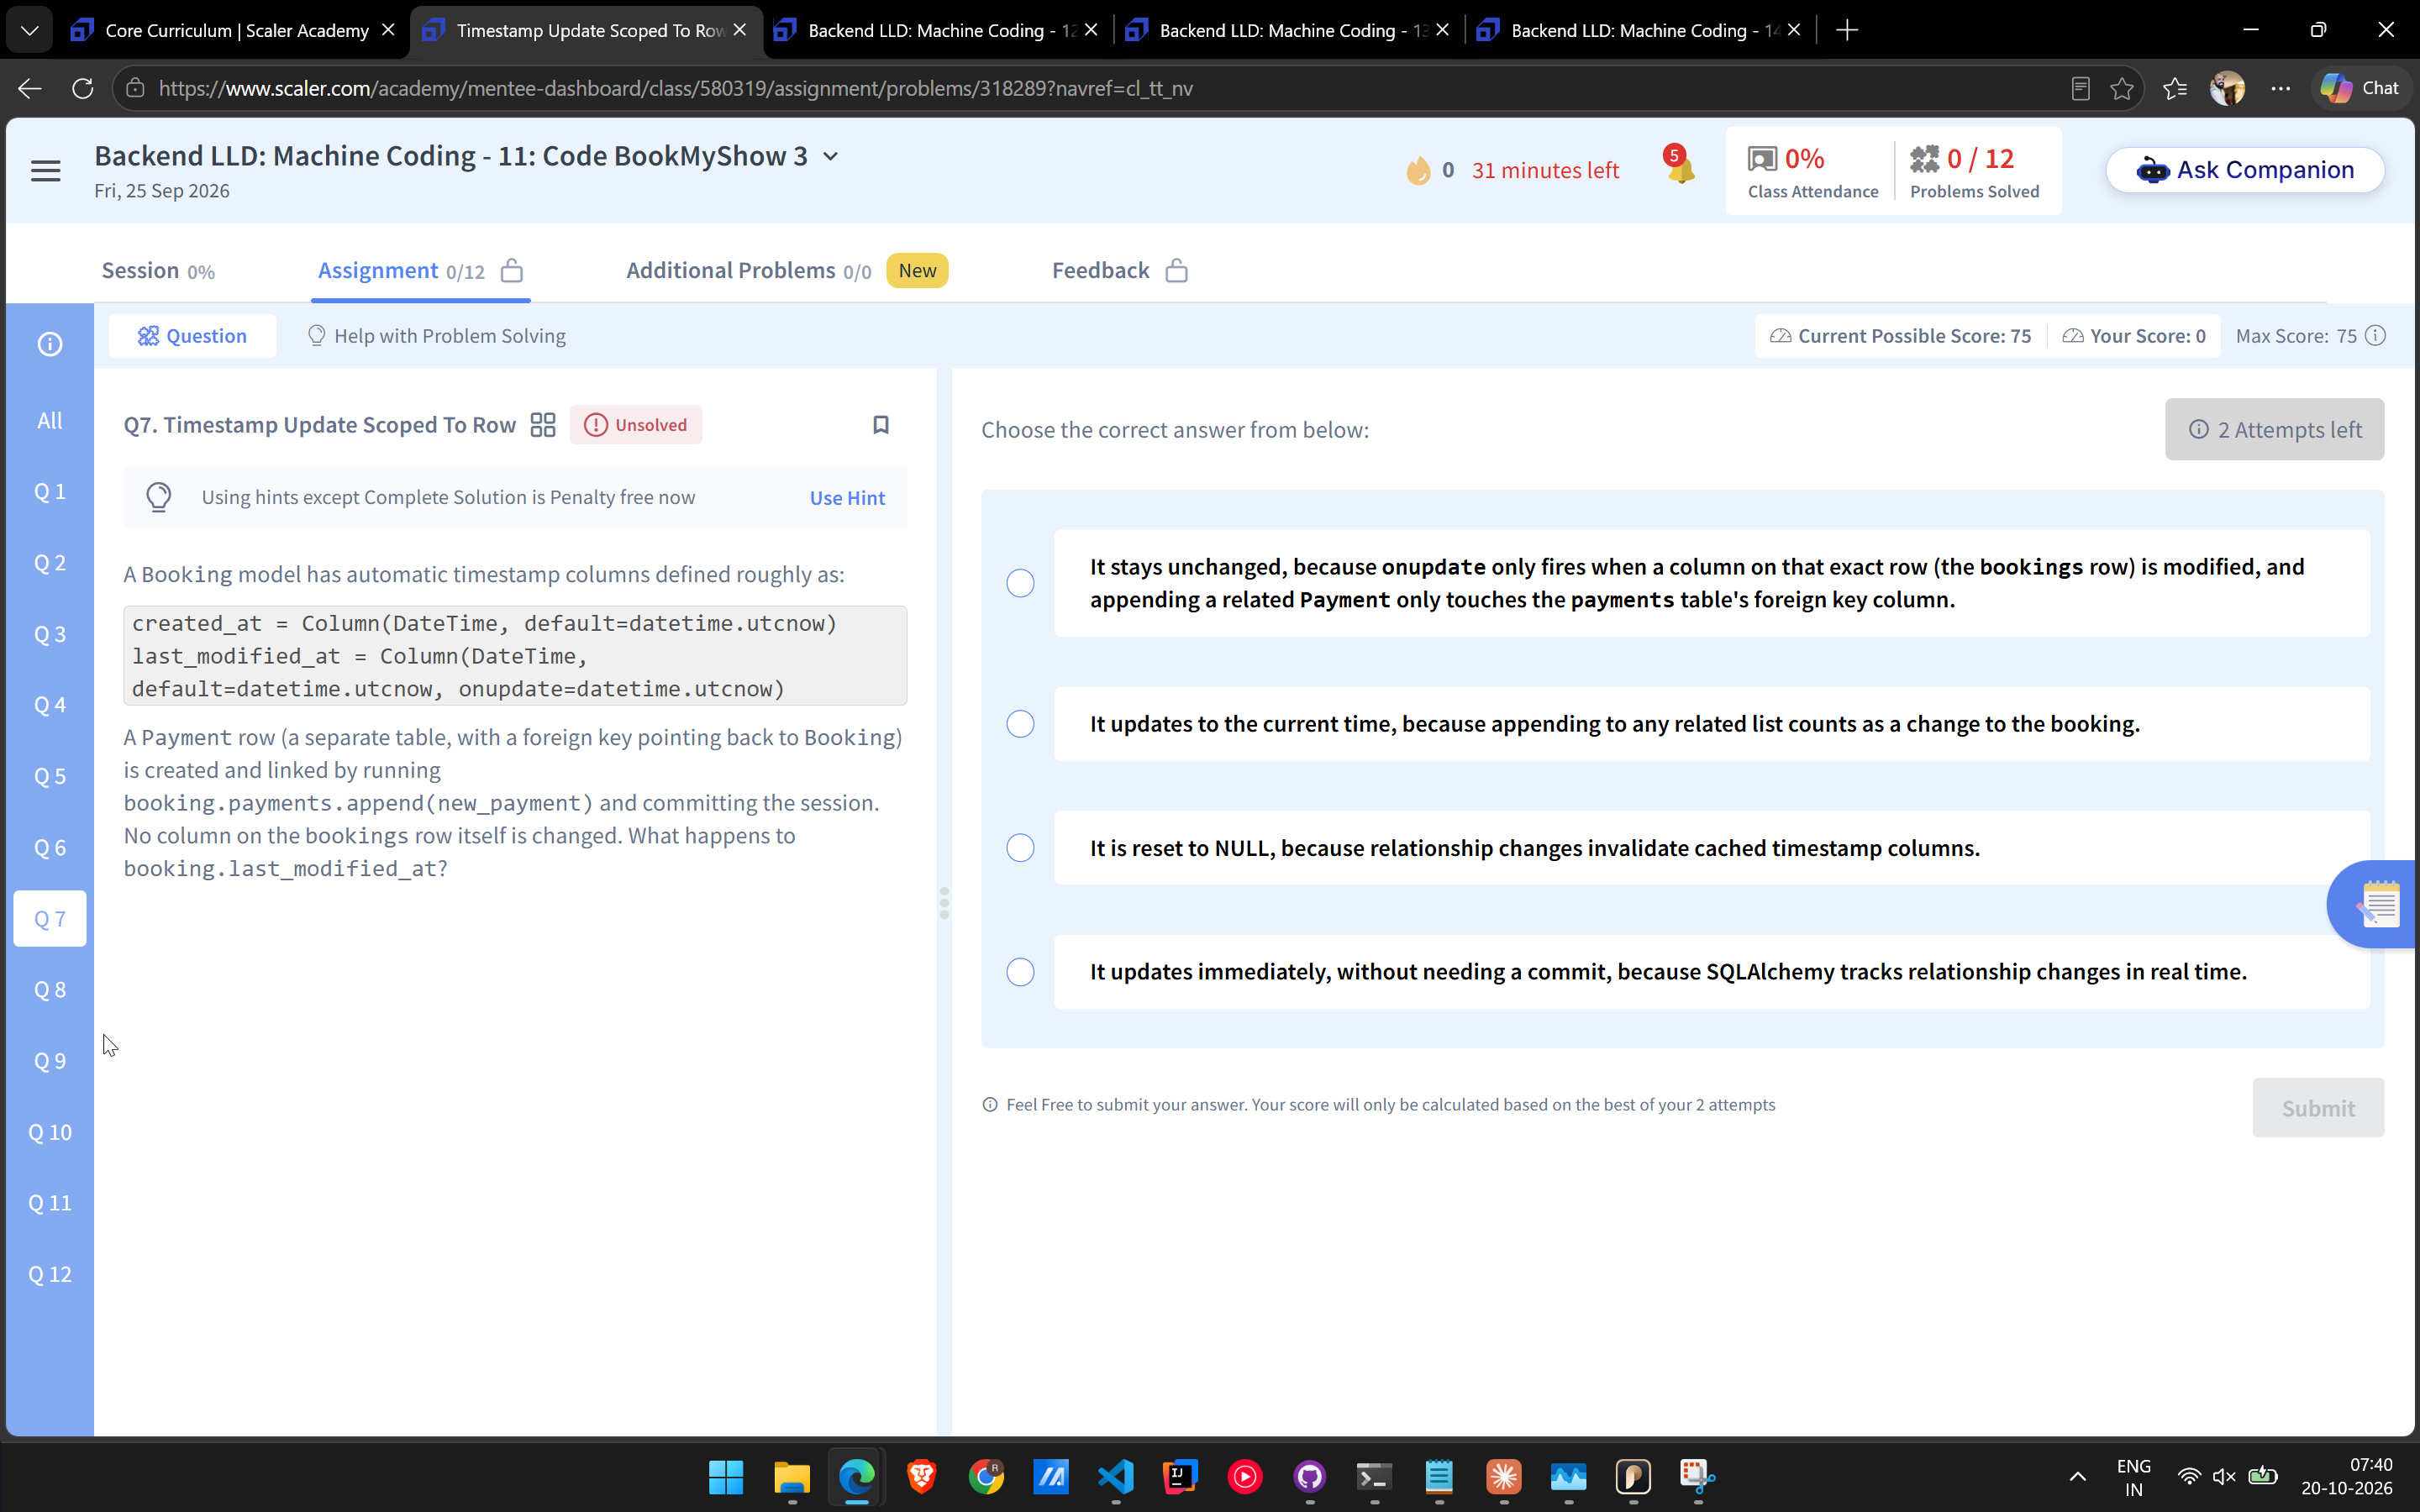 Core Curriculum | Scaler Academy
Timestamp Update Scoped To Row
Backend LLD: Machine Coding - 12
Backend LLD: Machine Coding - 13
Backend LLD: Machine Coding - 14
https://www.scaler.com/academy/mentee-dashboard/class/580319/assignment/problems/318289?navref=cl_tt_nv
Chat
Backend LLD: Machine Coding - 11: Code BookMyShow 3
Fri, 25 Sep 2026
0 31 minutes left
5
0%
Class Attendance
0 / 12
Problems Solved
Ask Companion
Session 0%
Assignment 0/12
Additional Problems 0/0 New
Feedback
Question
Help with Problem Solving
Current Possible Score: 75
Your Score: 0
Max Score: 75
All
Q 1
Q 2
Q 3
Q 4
Q 5
Q 6
Q 7
Q 8
Q 9
Q 10
Q 11
Q 12
Q7. Timestamp Update Scoped To Row
Unsolved
Using hints except Complete Solution is Penalty free now
Use Hint
A Booking model has automatic timestamp columns defined roughly as:
created_at = Column(DateTime, default=datetime.utcnow)
last_modified_at = Column(DateTime,
default=datetime.utcnow, onupdate=datetime.utcnow)
A Payment row (a separate table, with a foreign key pointing back to Booking)
is created and linked by running
booking.payments.append(new_payment) and committing the session.
No column on the bookings row itself is changed. What happens to
booking.last_modified_at?
Choose the correct answer from below:
2 Attempts left
It stays unchanged, because onupdate only fires when a column on that exact row (the bookings row) is modified, and
appending a related Payment only touches the payments table's foreign key column.
It updates to the current time, because appending to any related list counts as a change to the booking.
It is reset to NULL, because relationship changes invalidate cached timestamp columns.
It updates immediately, without needing a commit, because SQLAlchemy tracks relationship changes in real time.
Feel Free to submit your answer. Your score will only be calculated based on the best of your 2 attempts
Submit
R
IJ
ENG
IN
07:40
20-10-2026